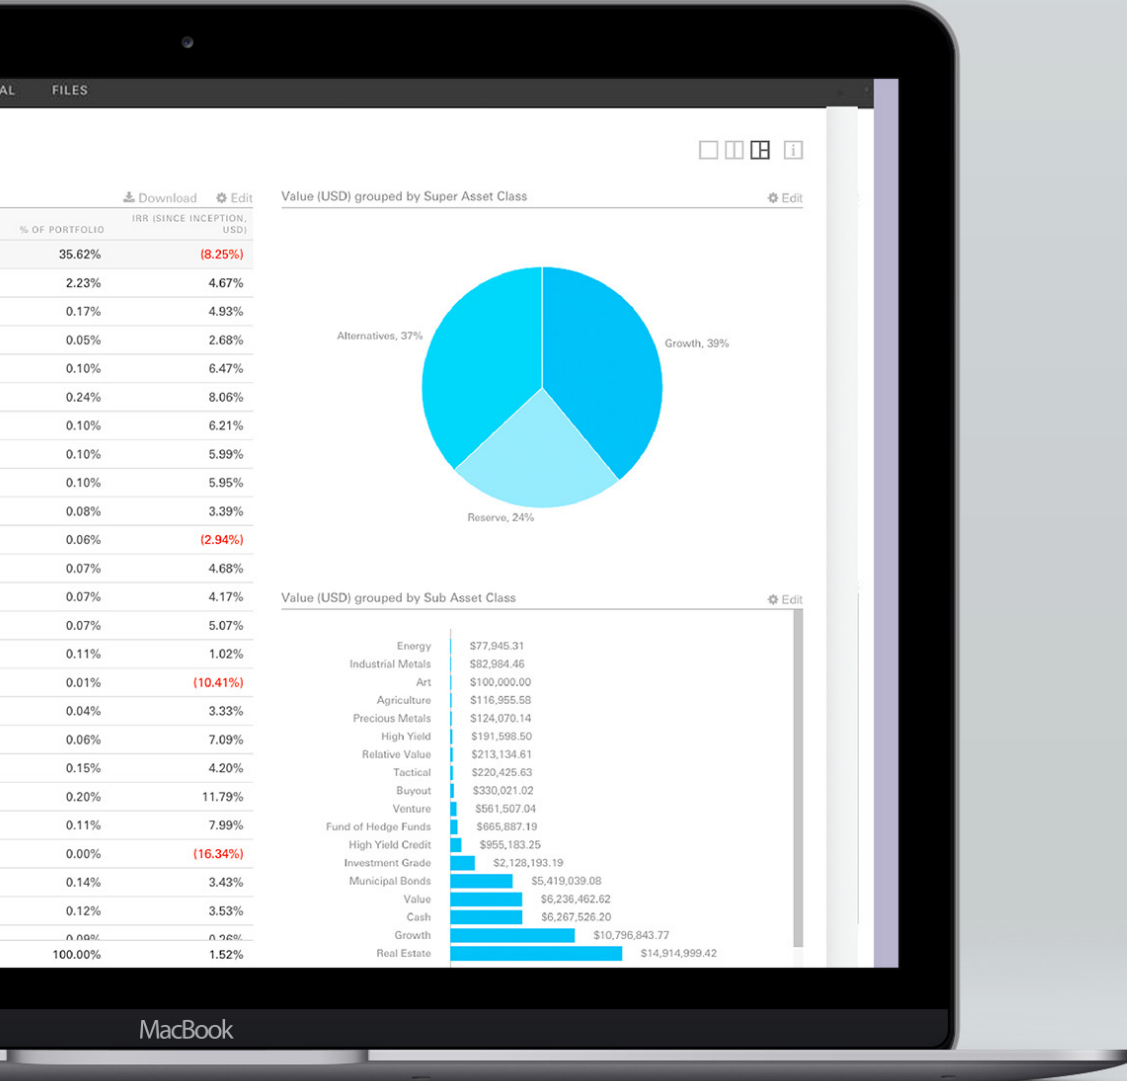 AL FILES
Download Edit
% OF PORTFOLIO IRR (SINCE INCEPTION, USD)
35.62% (8.25%)
2.23% 4.67%
0.17% 4.93%
0.05% 2.68%
0.10% 6.47%
0.24% 8.06%
0.10% 6.21%
0.10% 5.99%
0.10% 5.95%
0.08% 3.39%
0.06% (2.94%)
0.07% 4.68%
0.07% 4.17%
0.07% 5.07%
0.11% 1.02%
0.01% (10.41%)
0.04% 3.33%
0.06% 7.09%
0.15% 4.20%
0.20% 11.79%
0.11% 7.99%
0.00% (16.34%)
0.14% 3.43%
0.12% 3.53%
0.09% 0.26%
100.00% 1.52%
Value (USD) grouped by Super Asset Class Edit
Alternatives, 37%
Growth, 39%
Reserve, 24%
Value (USD) grouped by Sub Asset Class Edit
Energy $77,945.31
Industrial Metals $82,984.46
Art $100,000.00
Agriculture $116,955.58
Precious Metals $124,070.14
High Yield $191,598.50
Relative Value $213,134.61
Tactical $220,425.63
Buyout $330,021.02
Venture $561,507.04
Fund of Hedge Funds $665,887.19
High Yield Credit $955,183.25
Investment Grade $2,128,193.19
Municipal Bonds $5,419,039.08
Value $6,236,462.62
Cash $6,267,526.20
Growth $10,796,843.77
Real Estate $14,914,999.42
MacBook